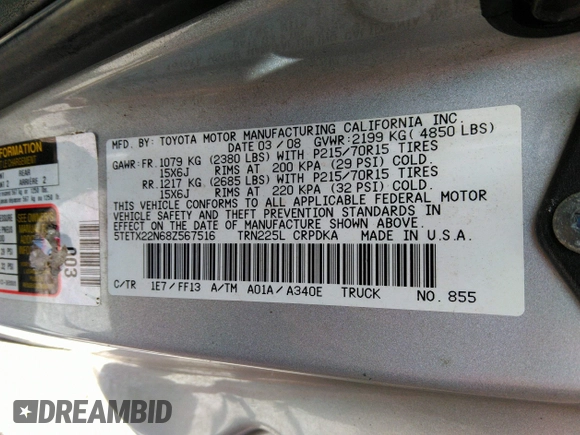 MFD. BY: TOYOTA MOTOR MANUFACTURING CALIFORNIA INC.
DATE 03 / 08 GVWR: 2199 KG ( 4850 LBS)
GAWR: FR. 1079 KG (2380 LBS) WITH P215/70R15 TIRES
15X6J RIMS AT 200 KPA (29 PSI) COLD.
RR. 1217 KG (2685 LBS) WITH P215/70R15 TIRES
15X6J RIMS AT 220 KPA (32 PSI) COLD.
THIS VEHICLE CONFORMS TO ALL APPLICABLE FEDERAL MOTOR
VEHICLE SAFETY AND BUMPER STANDARDS IN
EFFECT ON THE DATE OF MANUFACTURE SHOWN ABOVE.
5TETX22N68Z567516 TRN225L CRPDKA MADE IN U.S.A.
C/TR 1E7/FF13 A/TM A01A/A340E TRUCK NO. 855
REAR
ARRIÈRE 2
003
DREAMBID